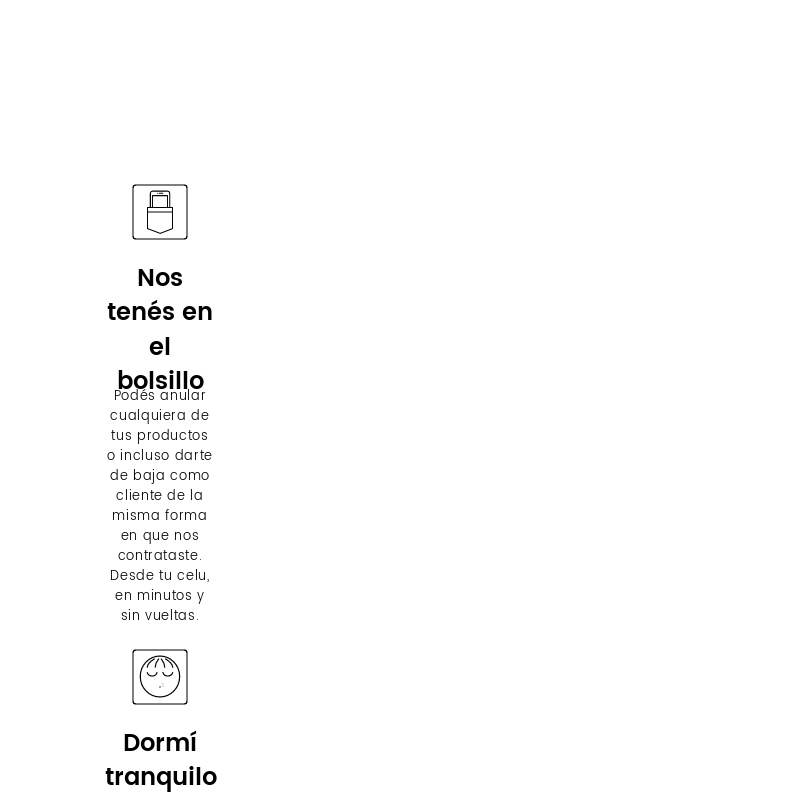 Nos
tenés en
el
bolsillo
Podés anular
cualquiera de
tus productos
o incluso darte
de baja como
cliente de la
misma forma
en que nos
contrataste.
Desde tu celu,
en minutos y
sin vueltas.
Dormí
tranquilo